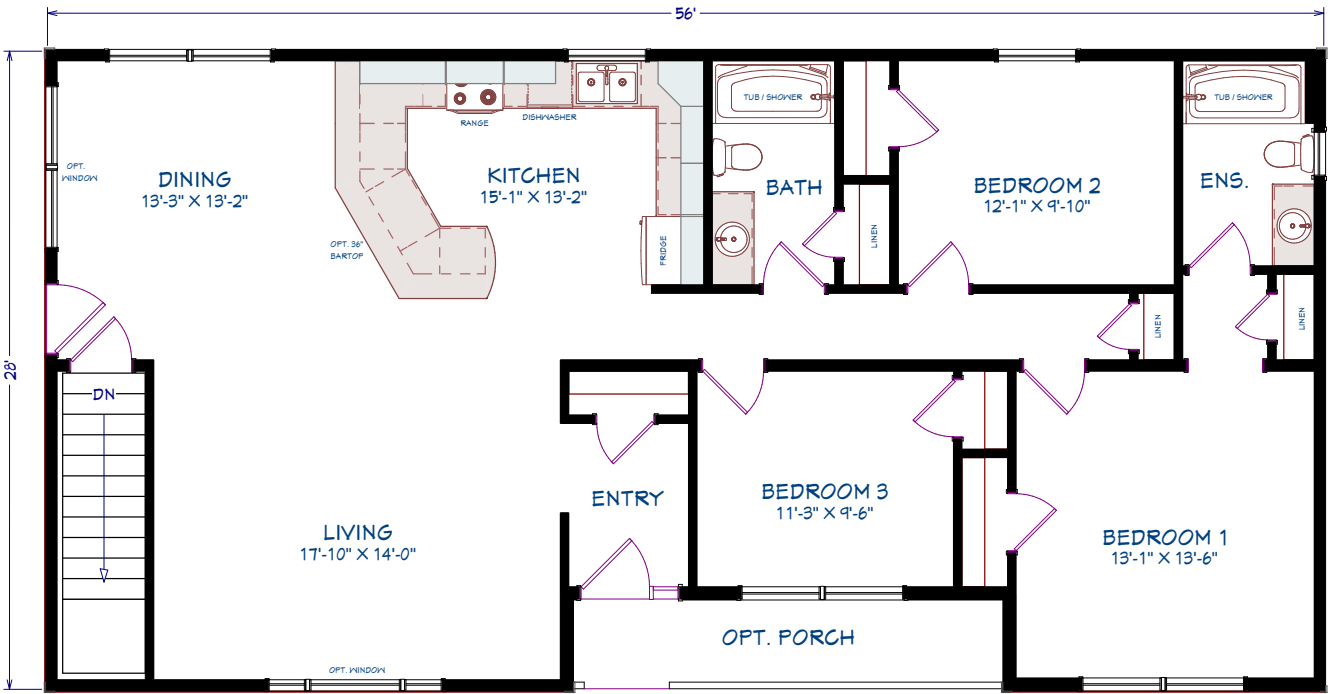 56'
28'
OPT.
WINDOW
DINING
13'-3" X 13'-2"
RANGE
DISHWASHER
KITCHEN
15'-1" X 13'-2"
OPT. 36"
BARTOP
FRIDGE
TUB / SHOWER
BATH
LINEN
BEDROOM 2
12'-1" X 9'-10"
TUB / SHOWER
ENS.
LINEN
LINEN
DN
LIVING
17'-10" X 14'-0"
OPT. WINDOW
ENTRY
BEDROOM 3
11'-3" X 9'-6"
BEDROOM 1
13'-1" X 13'-6"
OPT. PORCH